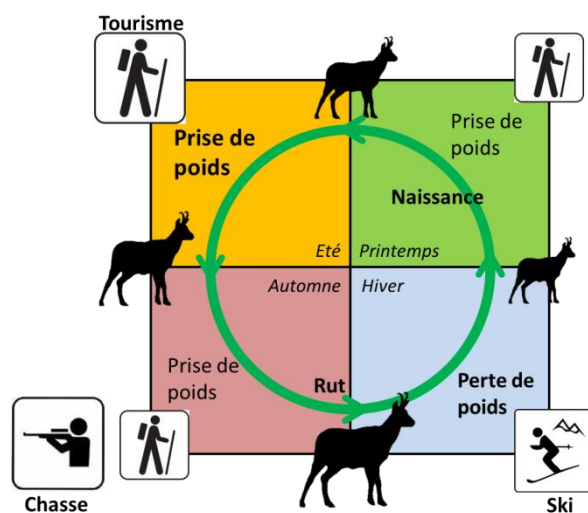 Tourisme
Prise de
poids
Prise de
poids
Naissance
Eté
Printemps
Automne
Hiver
Prise de
poids
Rut
Perte de
poids
Chasse
Ski